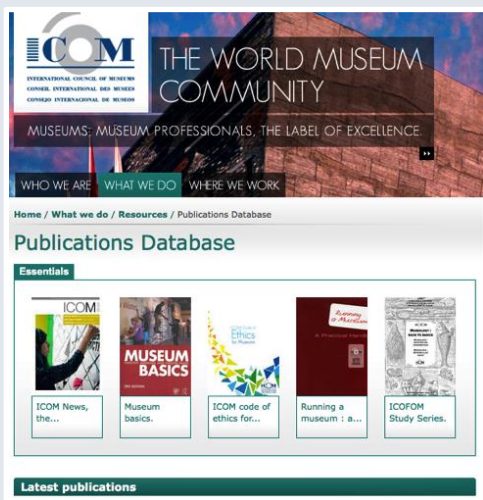 ICOM
INTERNATIONAL COUNCIL OF MUSEUMS
CONSEIL INTERNATIONAL DES MUSÉES
CONSEJO INTERNACIONAL DE MUSEOS
THE WORLD MUSEUM
COMMUNITY
MUSEUMS, MUSEUM PROFESSIONALS, THE LABEL OF EXCELLENCE.
WHO WE ARE WHAT WE DO WHERE WE WORK
Home / What we do / Resources / Publications Database
Publications Database
Essentials
ICOM
MUSEUM
BASICS
Ethics
Running
a Museum
ICOM News,
the...
Museum
basics.
ICOM code of
ethics for...
Running a
museum : a...
ICOFOM
Study Series.
Latest publications